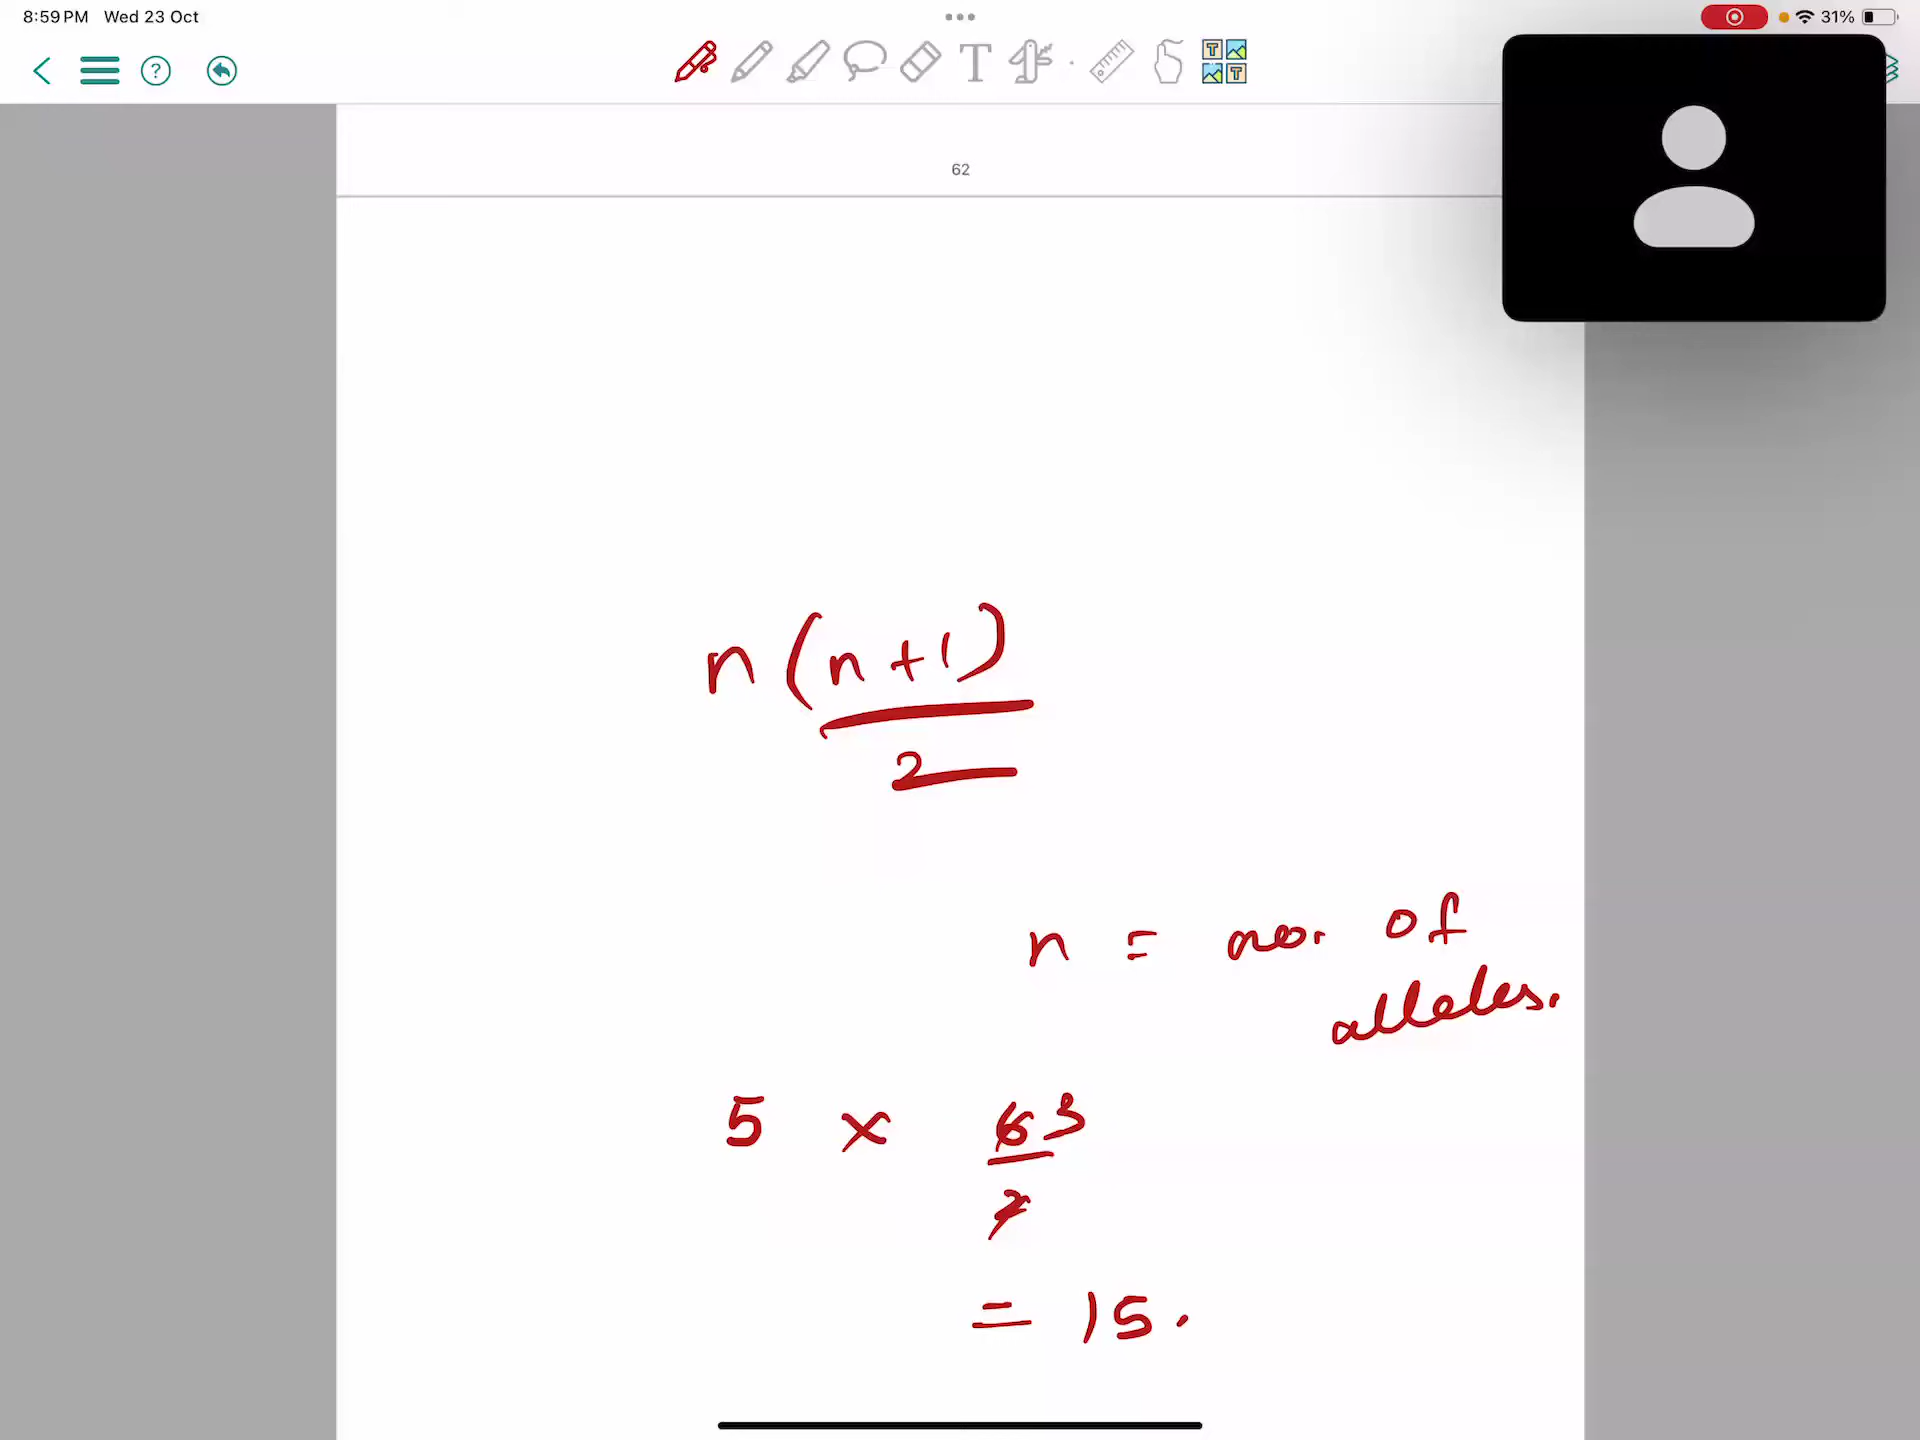 8:59 PM Wed 23 Oct 31%
62
n(n+1)
2
n = no. of
alleles.
5 x 6 3
2
= 15.